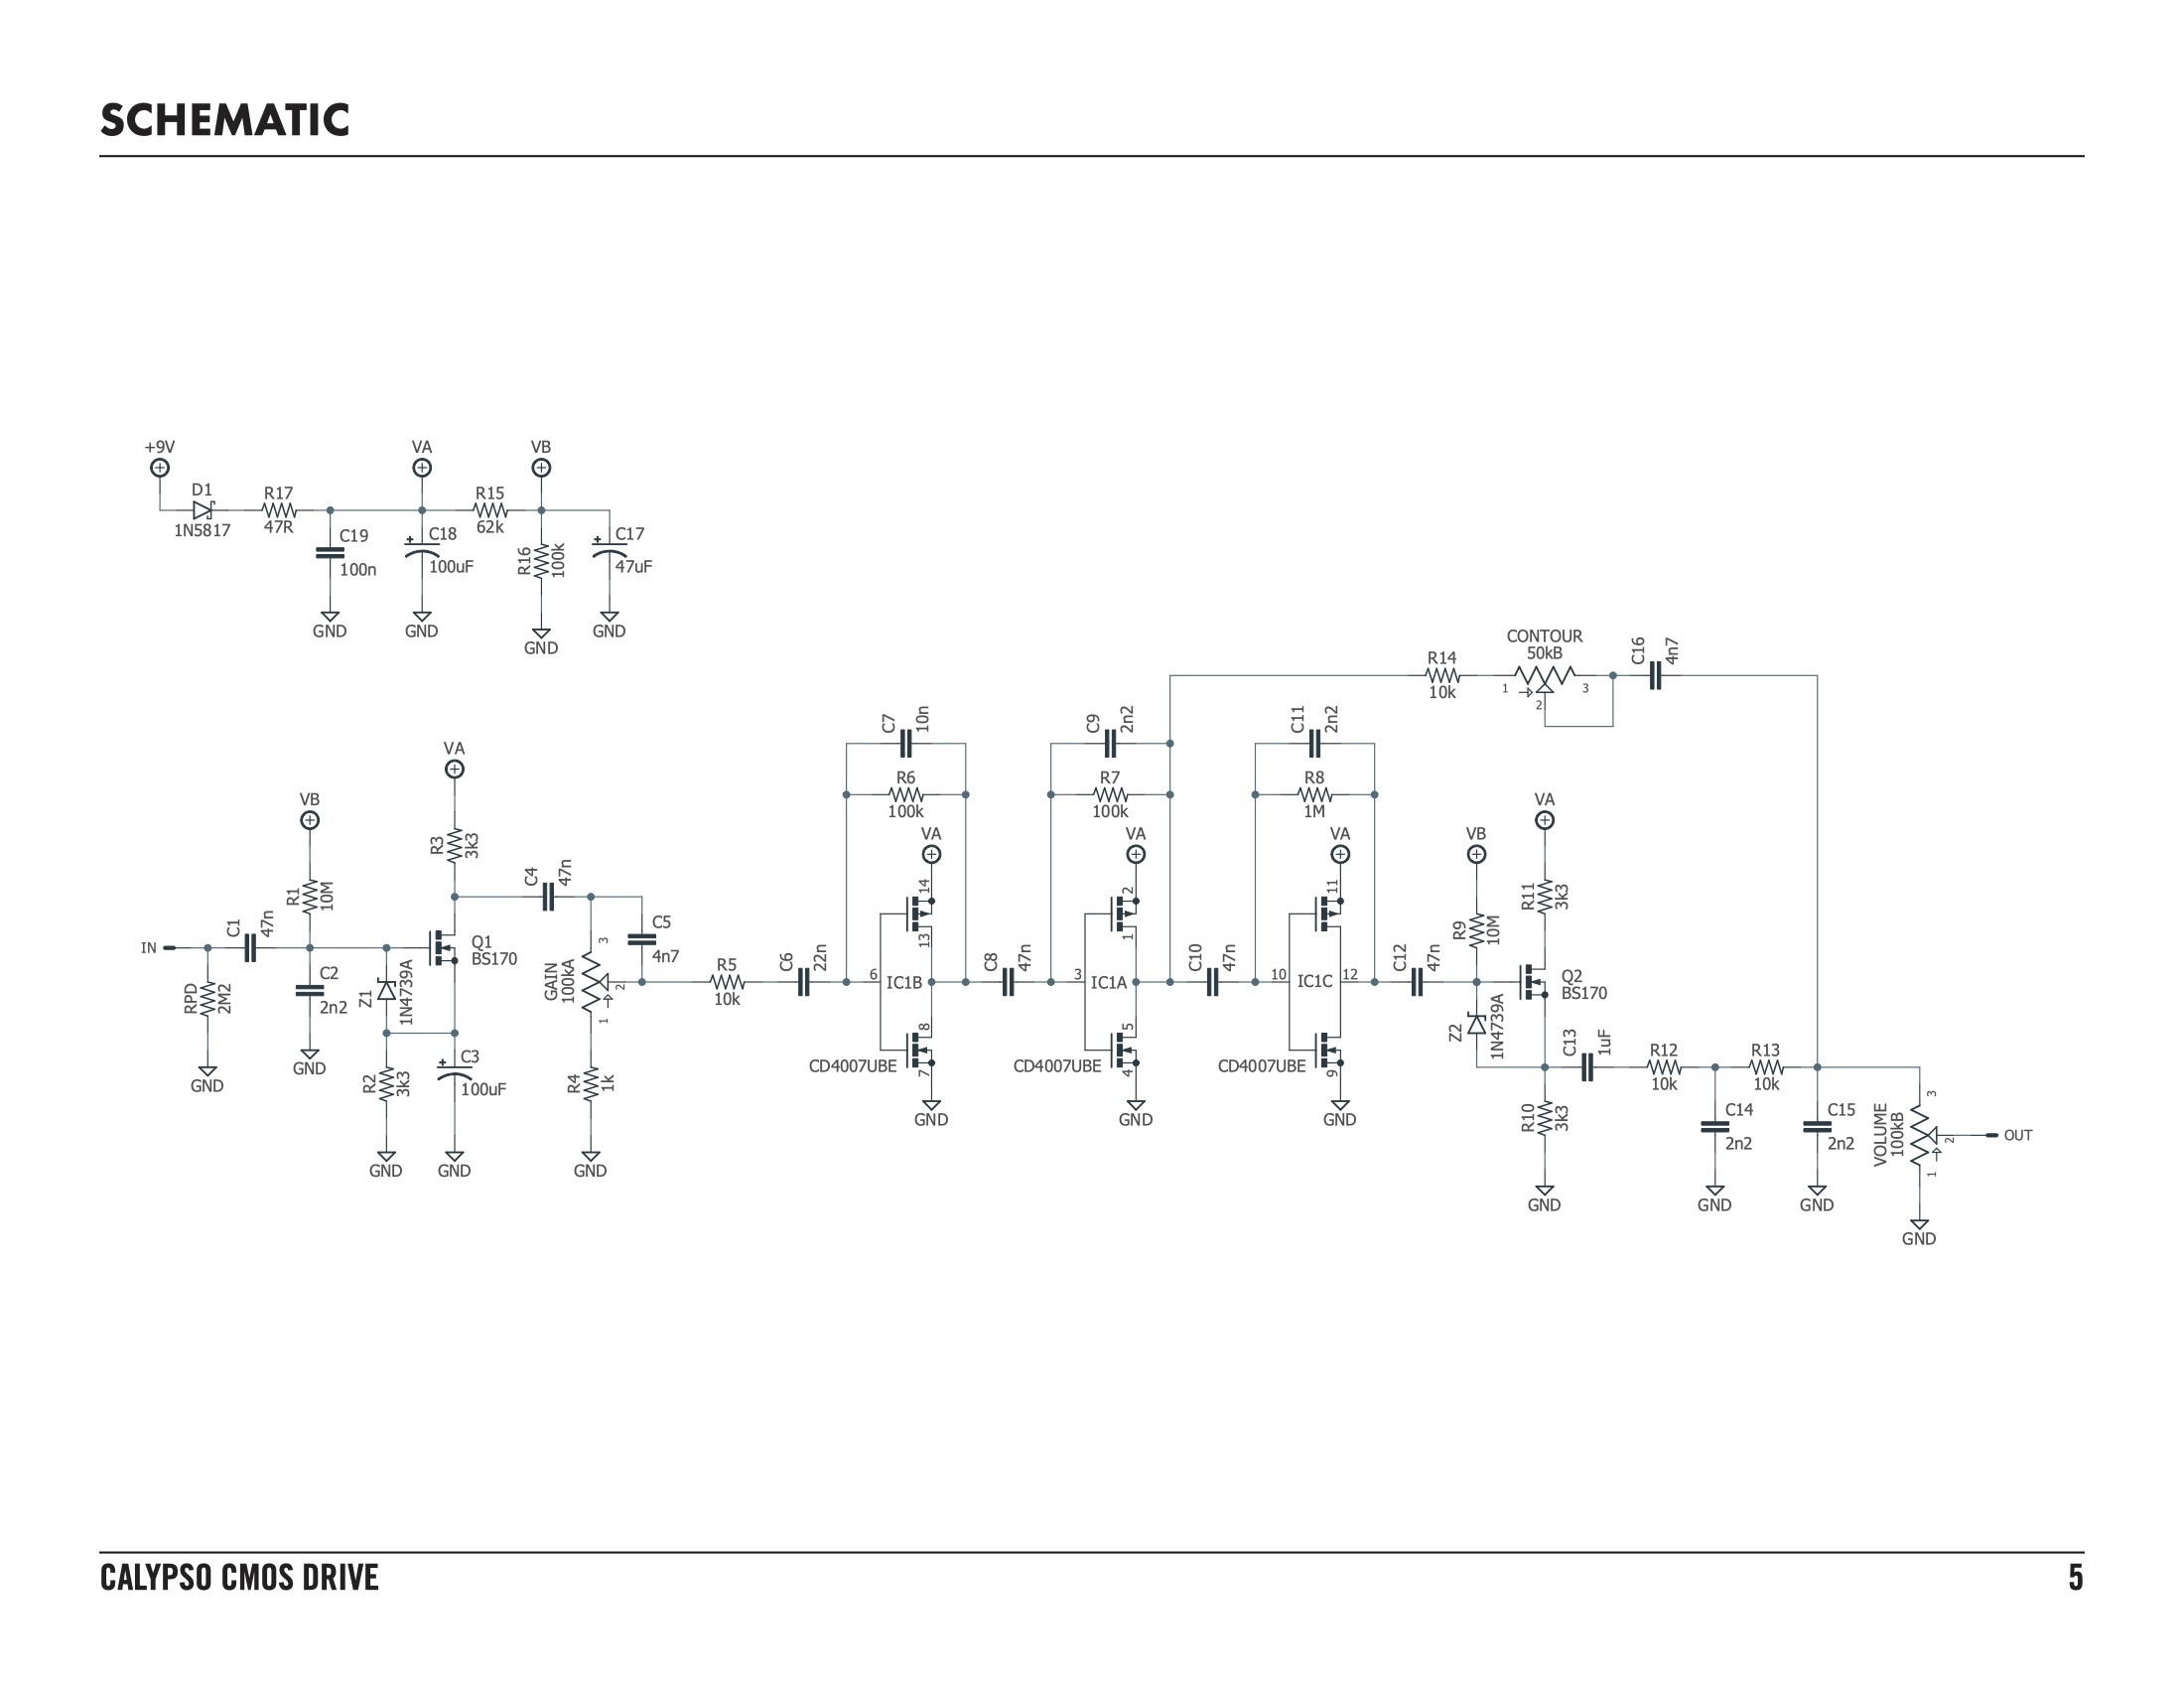 SCHEMATIC
+9V
D1
1N5817
R17
47R
C19
100n
GND
VA
C18
100uF
GND
R15
62k
VB
R16
100k
GND
C17
47uF
GND
IN
RPD
2M2
GND
C1
47n
VB
R1
10M
C2
2n2
GND
Z1
1N4739A
R2
3k3
GND
VA
R3
3k3
Q1
BS170
C3
100uF
GND
C4
47n
GAIN
100kA
3
2
1
R4
1k
GND
C5
4n7
R5
10k
C6
22n
C7
10n
R6
100k
VA
14
13
6
IC1B
8
CD4007UBE
7
GND
C8
47n
C9
2n2
R7
100k
VA
2
1
3
IC1A
5
CD4007UBE
4
GND
C10
47n
C11
2n2
R8
1M
VA
11
10
IC1C
12
CD4007UBE
9
GND
C12
47n
R14
10k
CONTOUR
50kB
1
2
3
C16
4n7
VB
R9
10M
Z2
1N4739A
VA
R11
3k3
Q2
BS170
R10
3k3
GND
C13
1uF
R12
10k
C14
2n2
GND
R13
10k
C15
2n2
GND
VOLUME
100kB
3
2
1
GND
OUT
CALYPSO CMOS DRIVE
5